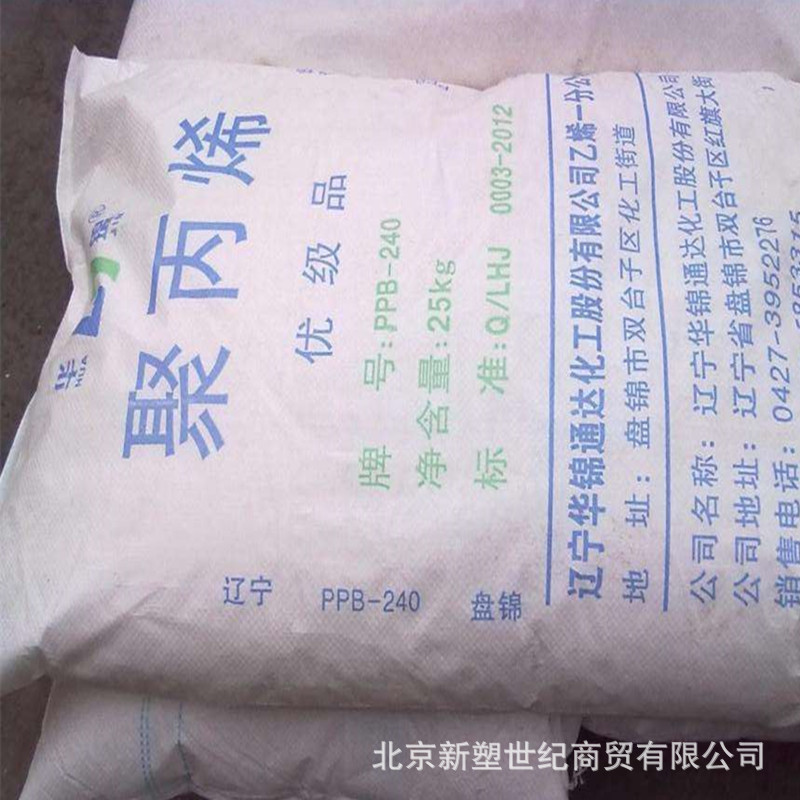 华锦®
HUA JIN
聚丙烯
优级品
牌 号:PPB-240
净含量:25kg
标 准:Q/LHJ 0003-2012
辽宁华锦通达化工股份有限公司乙烯一分公
地 址: 盘锦市双台子区化工街道
公司名称: 辽宁华锦通达化工股份有限公司
公司地址: 辽宁省盘锦市双台子区红旗大街
销售电话: 0427-3952276
辽宁 PPB-240 盘锦
北京新塑世纪商贸有限公司